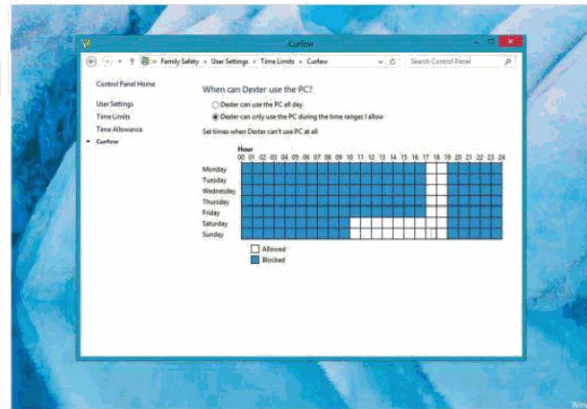 Curfew
Family Safety User Settings Time Limits Curfew Search Control Panel
Control Panel Home
User Settings
Time Limits
Time Allowance
Curfew
When can Dexter use the PC?
Dexter can use the PC all day
Dexter can only use the PC during the time ranges I allow
Set times when Dexter can't use PC at all
Hour
00 01 02 03 04 05 06 07 08 09 10 11 12 13 14 15 16 17 18 19 20 21 22 23 24
Monday
Tuesday
Wednesday
Thursday
Friday
Saturday
Sunday
Allowed
Blocked